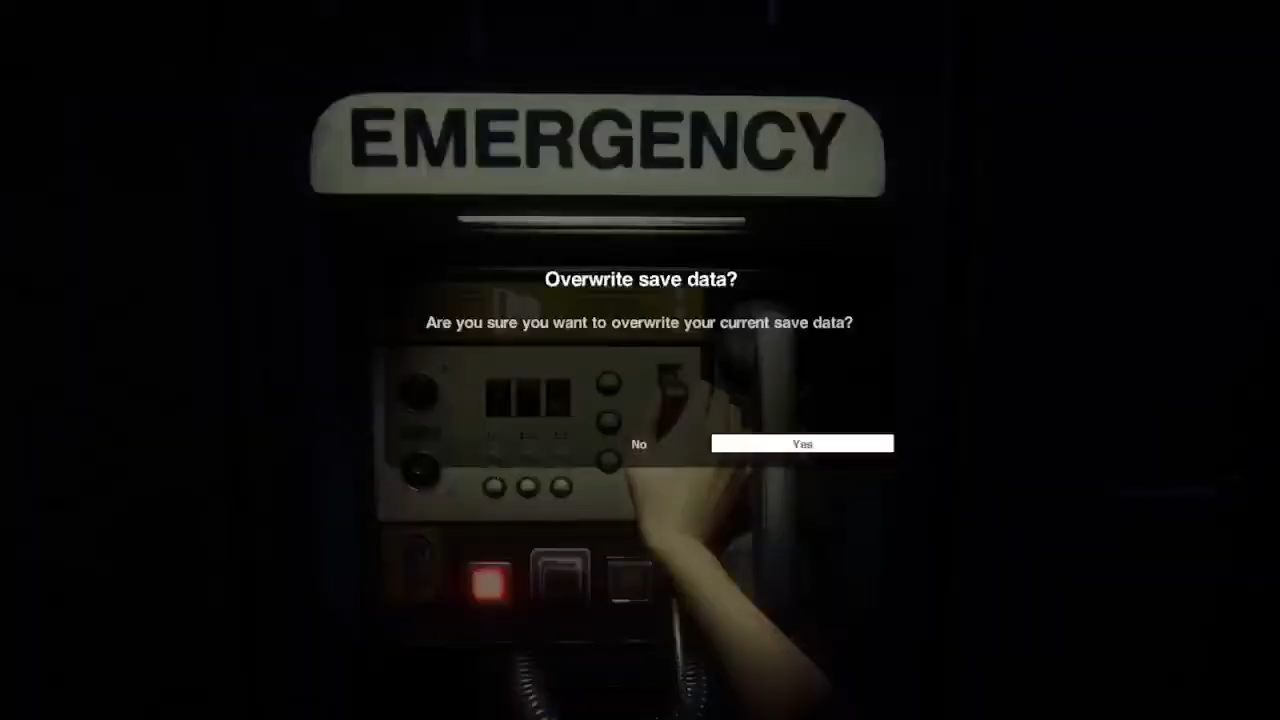 EMERGENCY
Overwrite save data?
Are you sure you want to overwrite your current save data?
No
Yes